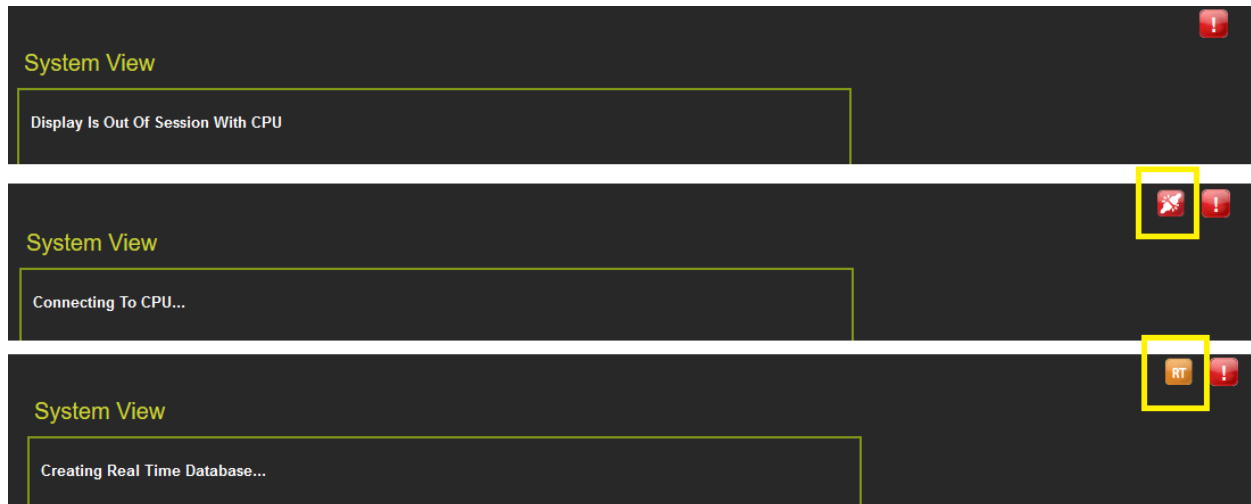 !
System View
Display Is Out Of Session With CPU
!
System View
Connecting To CPU...
RT !
System View
Creating Real Time Database...